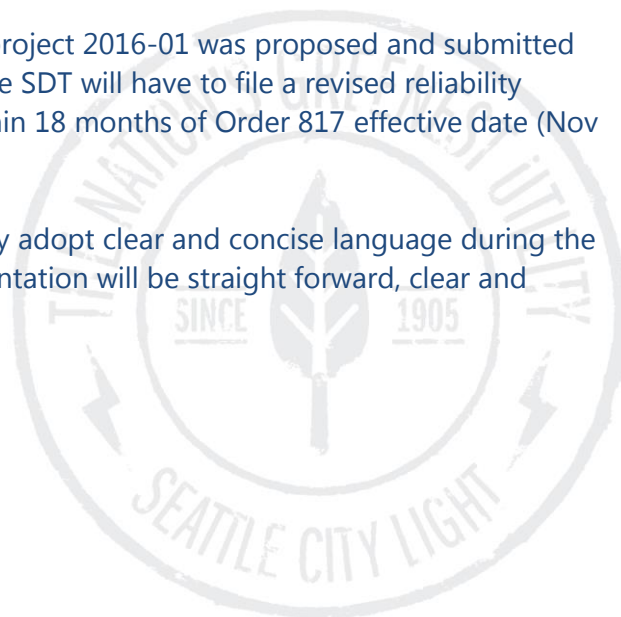 roject 2016-01 was proposed and submitted
e SDT will have to file a revised reliability
in 18 months of Order 817 effective date (Nov
y adopt clear and concise language during the
ntation will be straight forward, clear and
THE NATION'S GREENEST UTILITY
SINCE 1905
SEATTLE CITY LIGHT